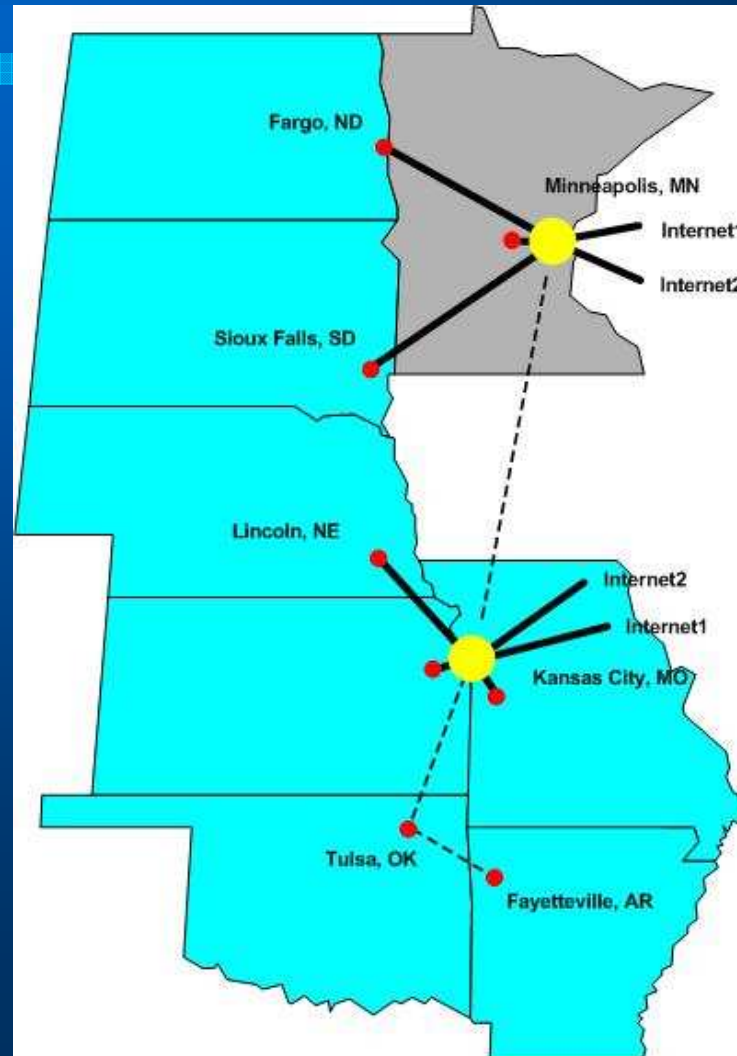 Fargo, ND
Minneapolis, MN
Internet1
Internet2
Sioux Falls, SD
Lincoln, NE
Internet2
Internet1
Kansas City, MO
Tulsa, OK
Fayetteville, AR